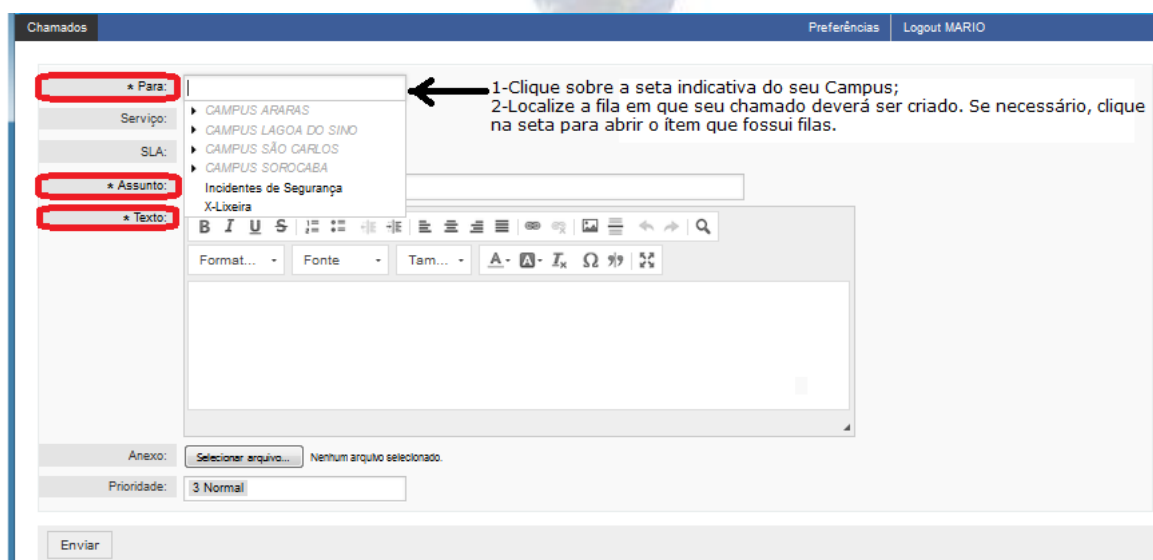 Chamados Preferências Logout MARIO
* Para:
1-Clique sobre a seta indicativa do seu Campus;
2-Localize a fila em que seu chamado deverá ser criado. Se necessário, clique
na seta para abrir o ítem que fossui filas.
CAMPUS ARARAS
Serviço:
CAMPUS LAGOA DO SINO
SLA:
CAMPUS SÃO CARLOS
CAMPUS SOROCABA
* Assunto:
Incidentes de Segurança
X-Lixeira
* Texto:
B I U S
Format... Fonte Tam... A A Ix Ω
Anexo: Selecionar arquivo... Nenhum arquivo selecionado.
Prioridade: 3 Normal
Enviar